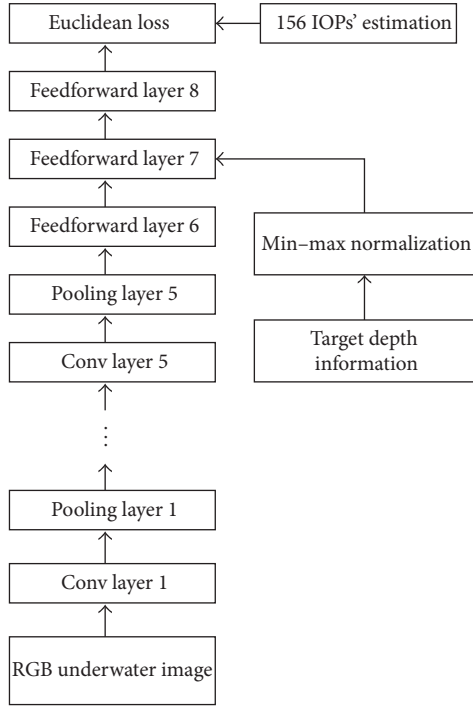 Euclidean loss
156 IOPs' estimation
Feedforward layer 8
Feedforward layer 7
Feedforward layer 6
Min–max normalization
Pooling layer 5
Target depth
information
Conv layer 5
...
Pooling layer 1
Conv layer 1
RGB underwater image